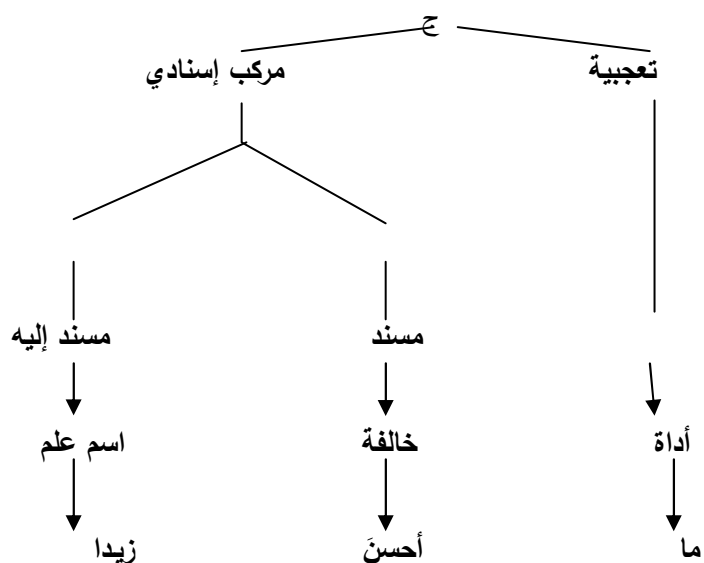 ج
تعجبية مركب إسنادي
مسند مسند إليه
أداة خالفة اسم علم
ما أحسنَ زيدا